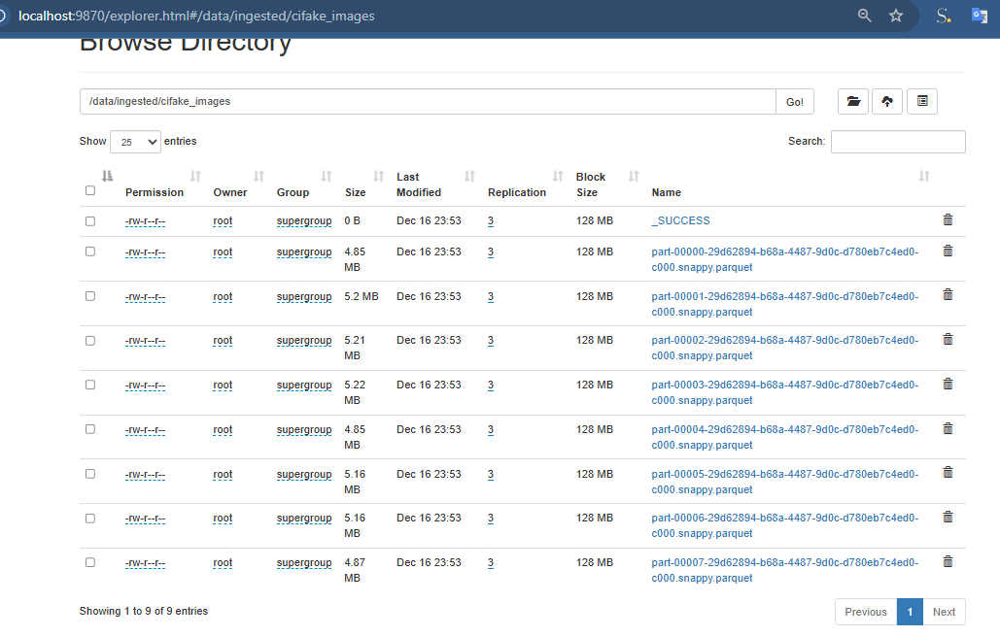 localhost:9870/explorer.html#/data/ingested/cifake_images
Browse Directory
/data/ingested/cifake_images Go!
Show 25 entries Search:
Permission Owner Group Size Last Modified Replication Block Size Name
-rw-r--r-- root supergroup 0 B Dec 16 23:53 3 128 MB _SUCCESS
-rw-r--r-- root supergroup 4.85 MB Dec 16 23:53 3 128 MB part-00000-29d62894-b68a-4487-9d0c-d780eb7c4ed0-
c000.snappy.parquet
-rw-r--r-- root supergroup 5.2 MB Dec 16 23:53 3 128 MB part-00001-29d62894-b68a-4487-9d0c-d780eb7c4ed0-
c000.snappy.parquet
-rw-r--r-- root supergroup 5.21 MB Dec 16 23:53 3 128 MB part-00002-29d62894-b68a-4487-9d0c-d780eb7c4ed0-
c000.snappy.parquet
-rw-r--r-- root supergroup 5.22 MB Dec 16 23:53 3 128 MB part-00003-29d62894-b68a-4487-9d0c-d780eb7c4ed0-
c000.snappy.parquet
-rw-r--r-- root supergroup 4.85 MB Dec 16 23:53 3 128 MB part-00004-29d62894-b68a-4487-9d0c-d780eb7c4ed0-
c000.snappy.parquet
-rw-r--r-- root supergroup 5.16 MB Dec 16 23:53 3 128 MB part-00005-29d62894-b68a-4487-9d0c-d780eb7c4ed0-
c000.snappy.parquet
-rw-r--r-- root supergroup 5.16 MB Dec 16 23:53 3 128 MB part-00006-29d62894-b68a-4487-9d0c-d780eb7c4ed0-
c000.snappy.parquet
-rw-r--r-- root supergroup 4.87 MB Dec 16 23:53 3 128 MB part-00007-29d62894-b68a-4487-9d0c-d780eb7c4ed0-
c000.snappy.parquet
Showing 1 to 9 of 9 entries Previous 1 Next